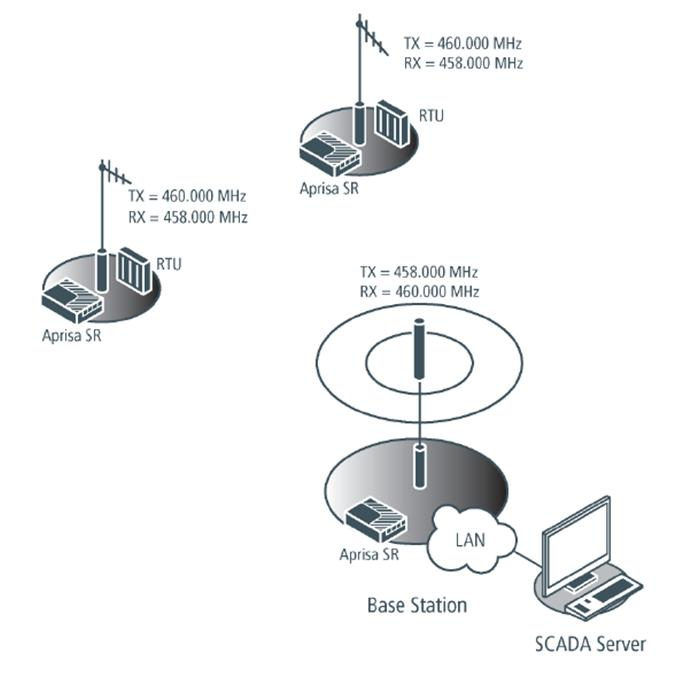 TX = 460.000 MHz
RX = 458.000 MHz
RTU
Aprisa SR
TX = 460.000 MHz
RX = 458.000 MHz
RTU
Aprisa SR
TX = 458.000 MHz
RX = 460.000 MHz
LAN
Aprisa SR
Base Station
SCADA Server